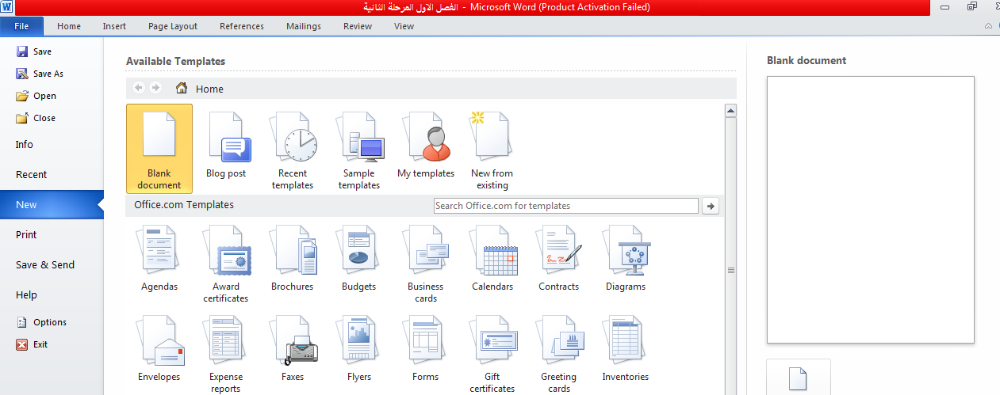 الفصل الاول المرحلة الثانية - Microsoft Word (Product Activation Failed)
File Home Insert Page Layout References Mailings Review View
Save
Save As
Open
Close
Info
Recent
New
Print
Save & Send
Help
Options
Exit
Available Templates
Home
Blank document
Blog post
Recent templates
Sample templates
My templates
New from existing
Office.com Templates
Search Office.com for templates
Agendas
Award certificates
Brochures
Budgets
Business cards
Calendars
Contracts
Diagrams
Envelopes
Expense reports
Faxes
Flyers
Forms
Gift certificates
Greeting cards
Inventories
Blank document